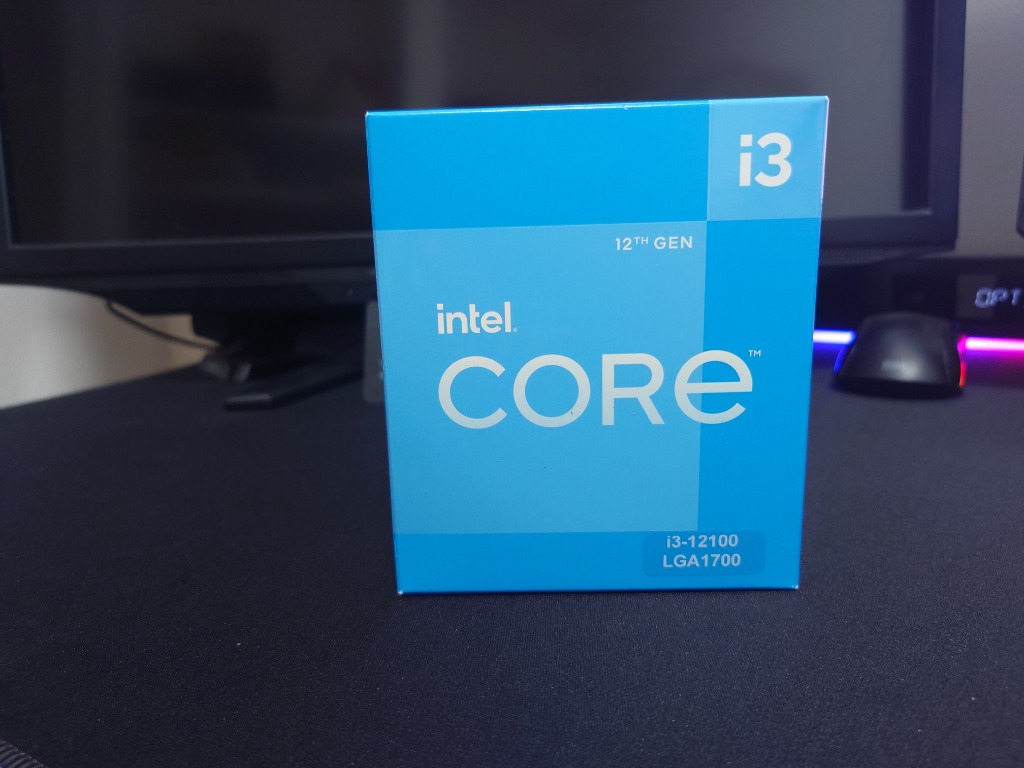 i3
12TH GEN
intel.
CORE™
i3-12100
LGA1700